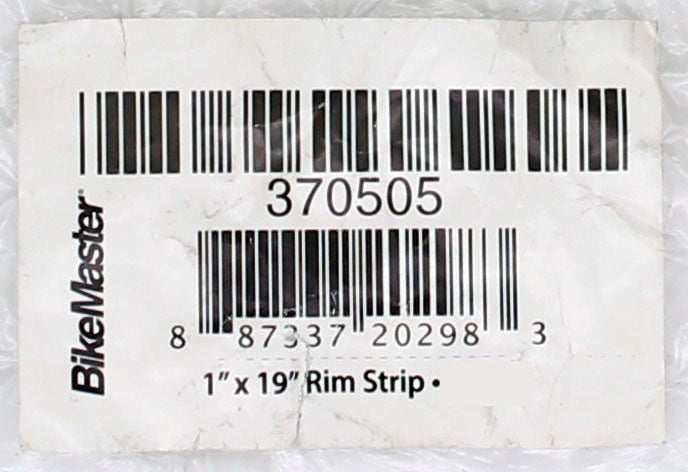 370505
BikeMaster®
8 87337 20298 3
1” x 19” Rim Strip •